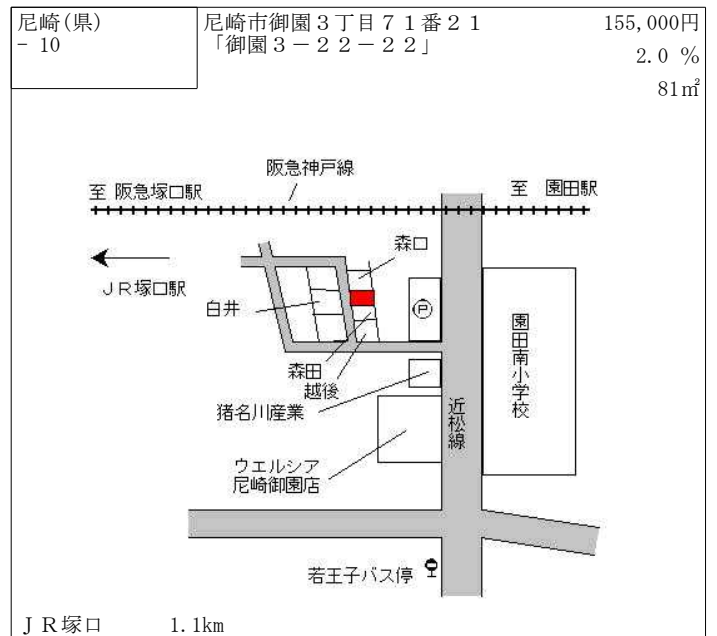 尼崎(県)
- 10
尼崎市御園３丁目７１番２１
「御園３－２２－２２」
155,000円
2.0 %
81㎡
阪急神戸線
至 阪急塚口駅
至 園田駅
ＪＲ塚口駅
森口
白井
Ｐ
園田南小学校
森田
越後
猪名川産業
近松線
ウエルシア
尼崎御園店
若王子バス停
ＪＲ塚口 1.1km